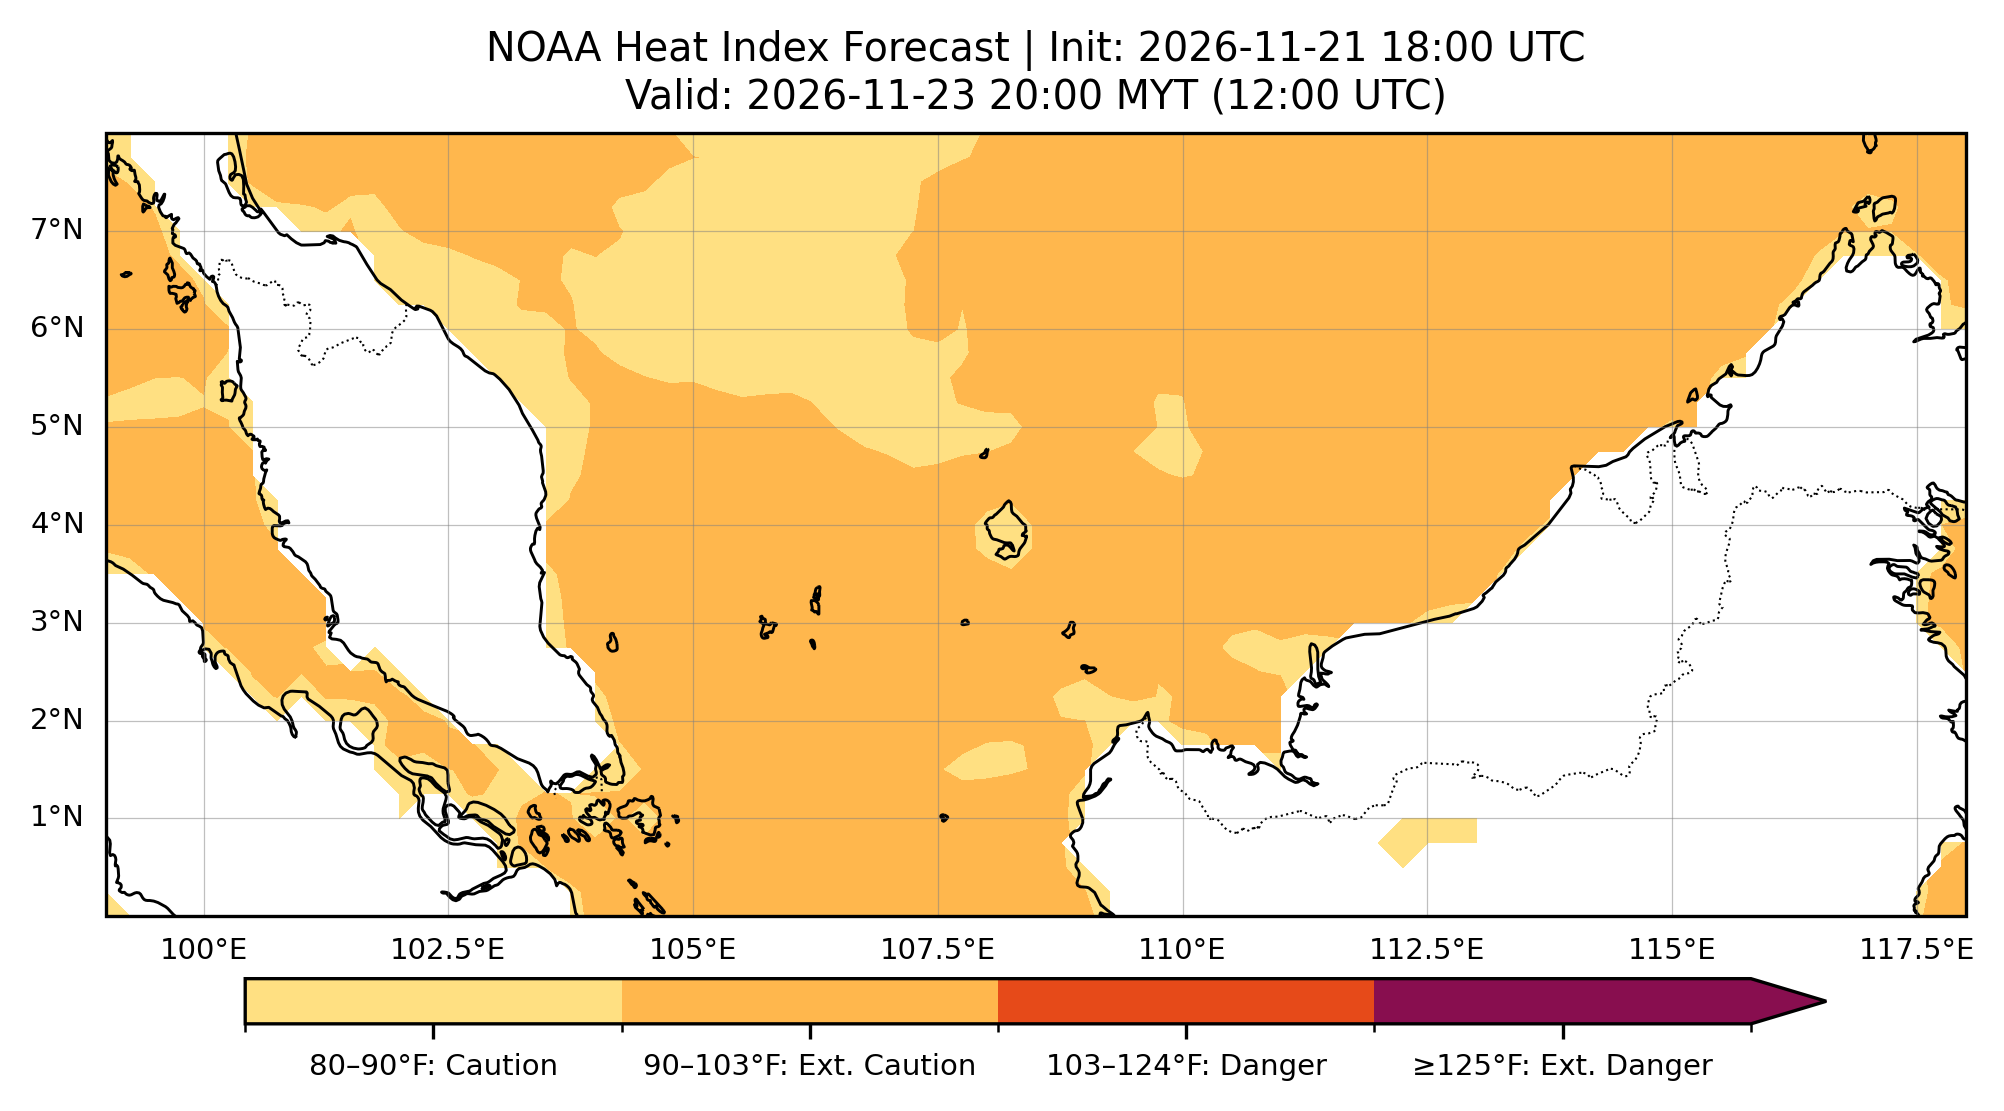 NOAA Heat Index Forecast | Init: 2026-11-21 18:00 UTC
Valid: 2026-11-23 20:00 MYT (12:00 UTC)
7°N
6°N
5°N
4°N
3°N
2°N
1°N
100°E 102.5°E 105°E 107.5°E 110°E 112.5°E 115°E 117.5°E
80–90°F: Caution 90–103°F: Ext. Caution 103–124°F: Danger ≥125°F: Ext. Danger